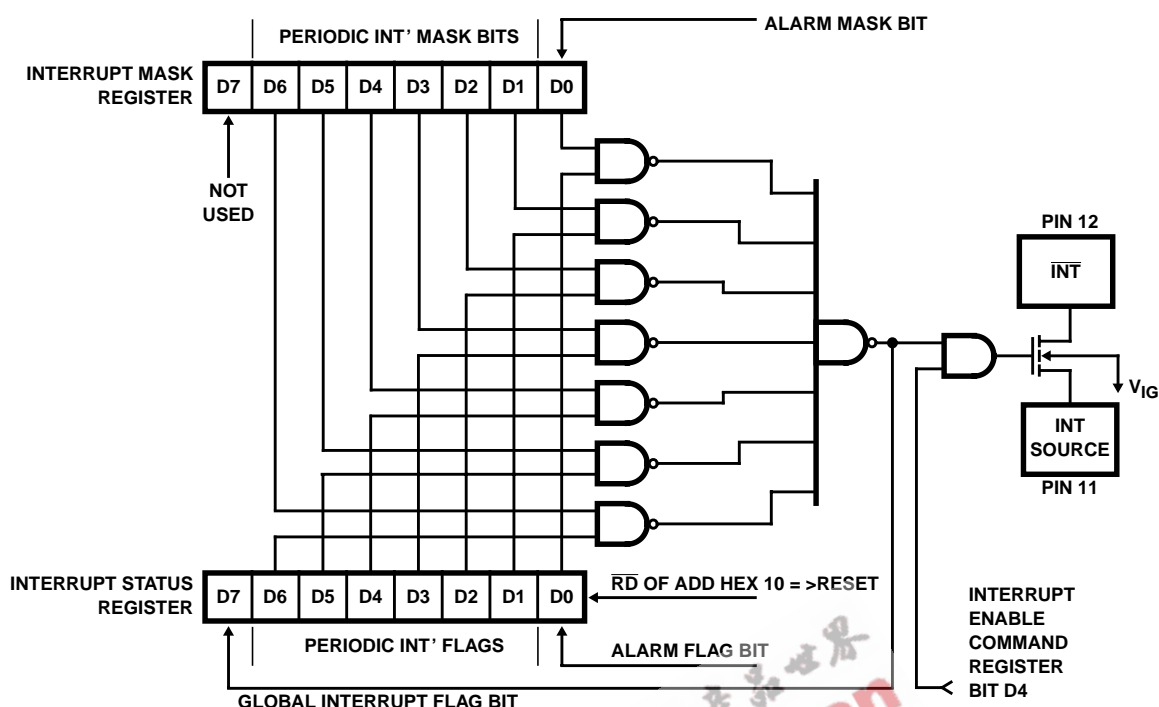 ALARM MASK BIT
PERIODIC INT' MASK BITS
INTERRUPT MASK
REGISTER
D7 D6 D5 D4 D3 D2 D1 D0
NOT
USED
PIN 12
INT
V_IG
INT
SOURCE
PIN 11
INTERRUPT STATUS
REGISTER
D7 D6 D5 D4 D3 D2 D1 D0
RD OF ADD HEX 10 = >RESET
PERIODIC INT' FLAGS
ALARM FLAG BIT
GLOBAL INTERRUPT FLAG BIT
INTERRUPT
ENABLE
COMMAND
REGISTER
BIT D4